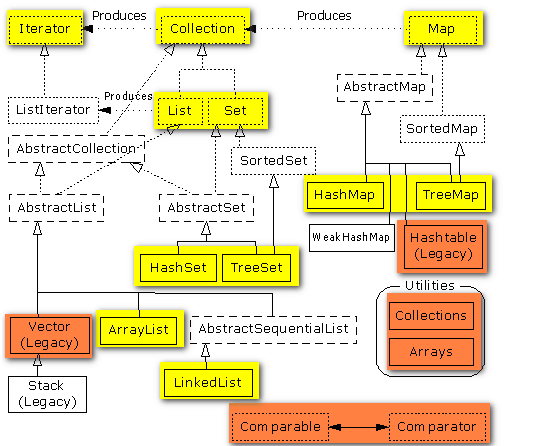 Iterator
Produces
Collection
Produces
Map
ListIterator
Produces
List
Set
AbstractMap
AbstractCollection
SortedSet
SortedMap
AbstractList
AbstractSet
HashMap
TreeMap
WeakHashMap
Hashtable
(Legacy)
HashSet
TreeSet
Utilities
Collections
Arrays
Vector
(Legacy)
ArrayList
AbstractSequentialList
Stack
(Legacy)
LinkedList
Comparable
Comparator